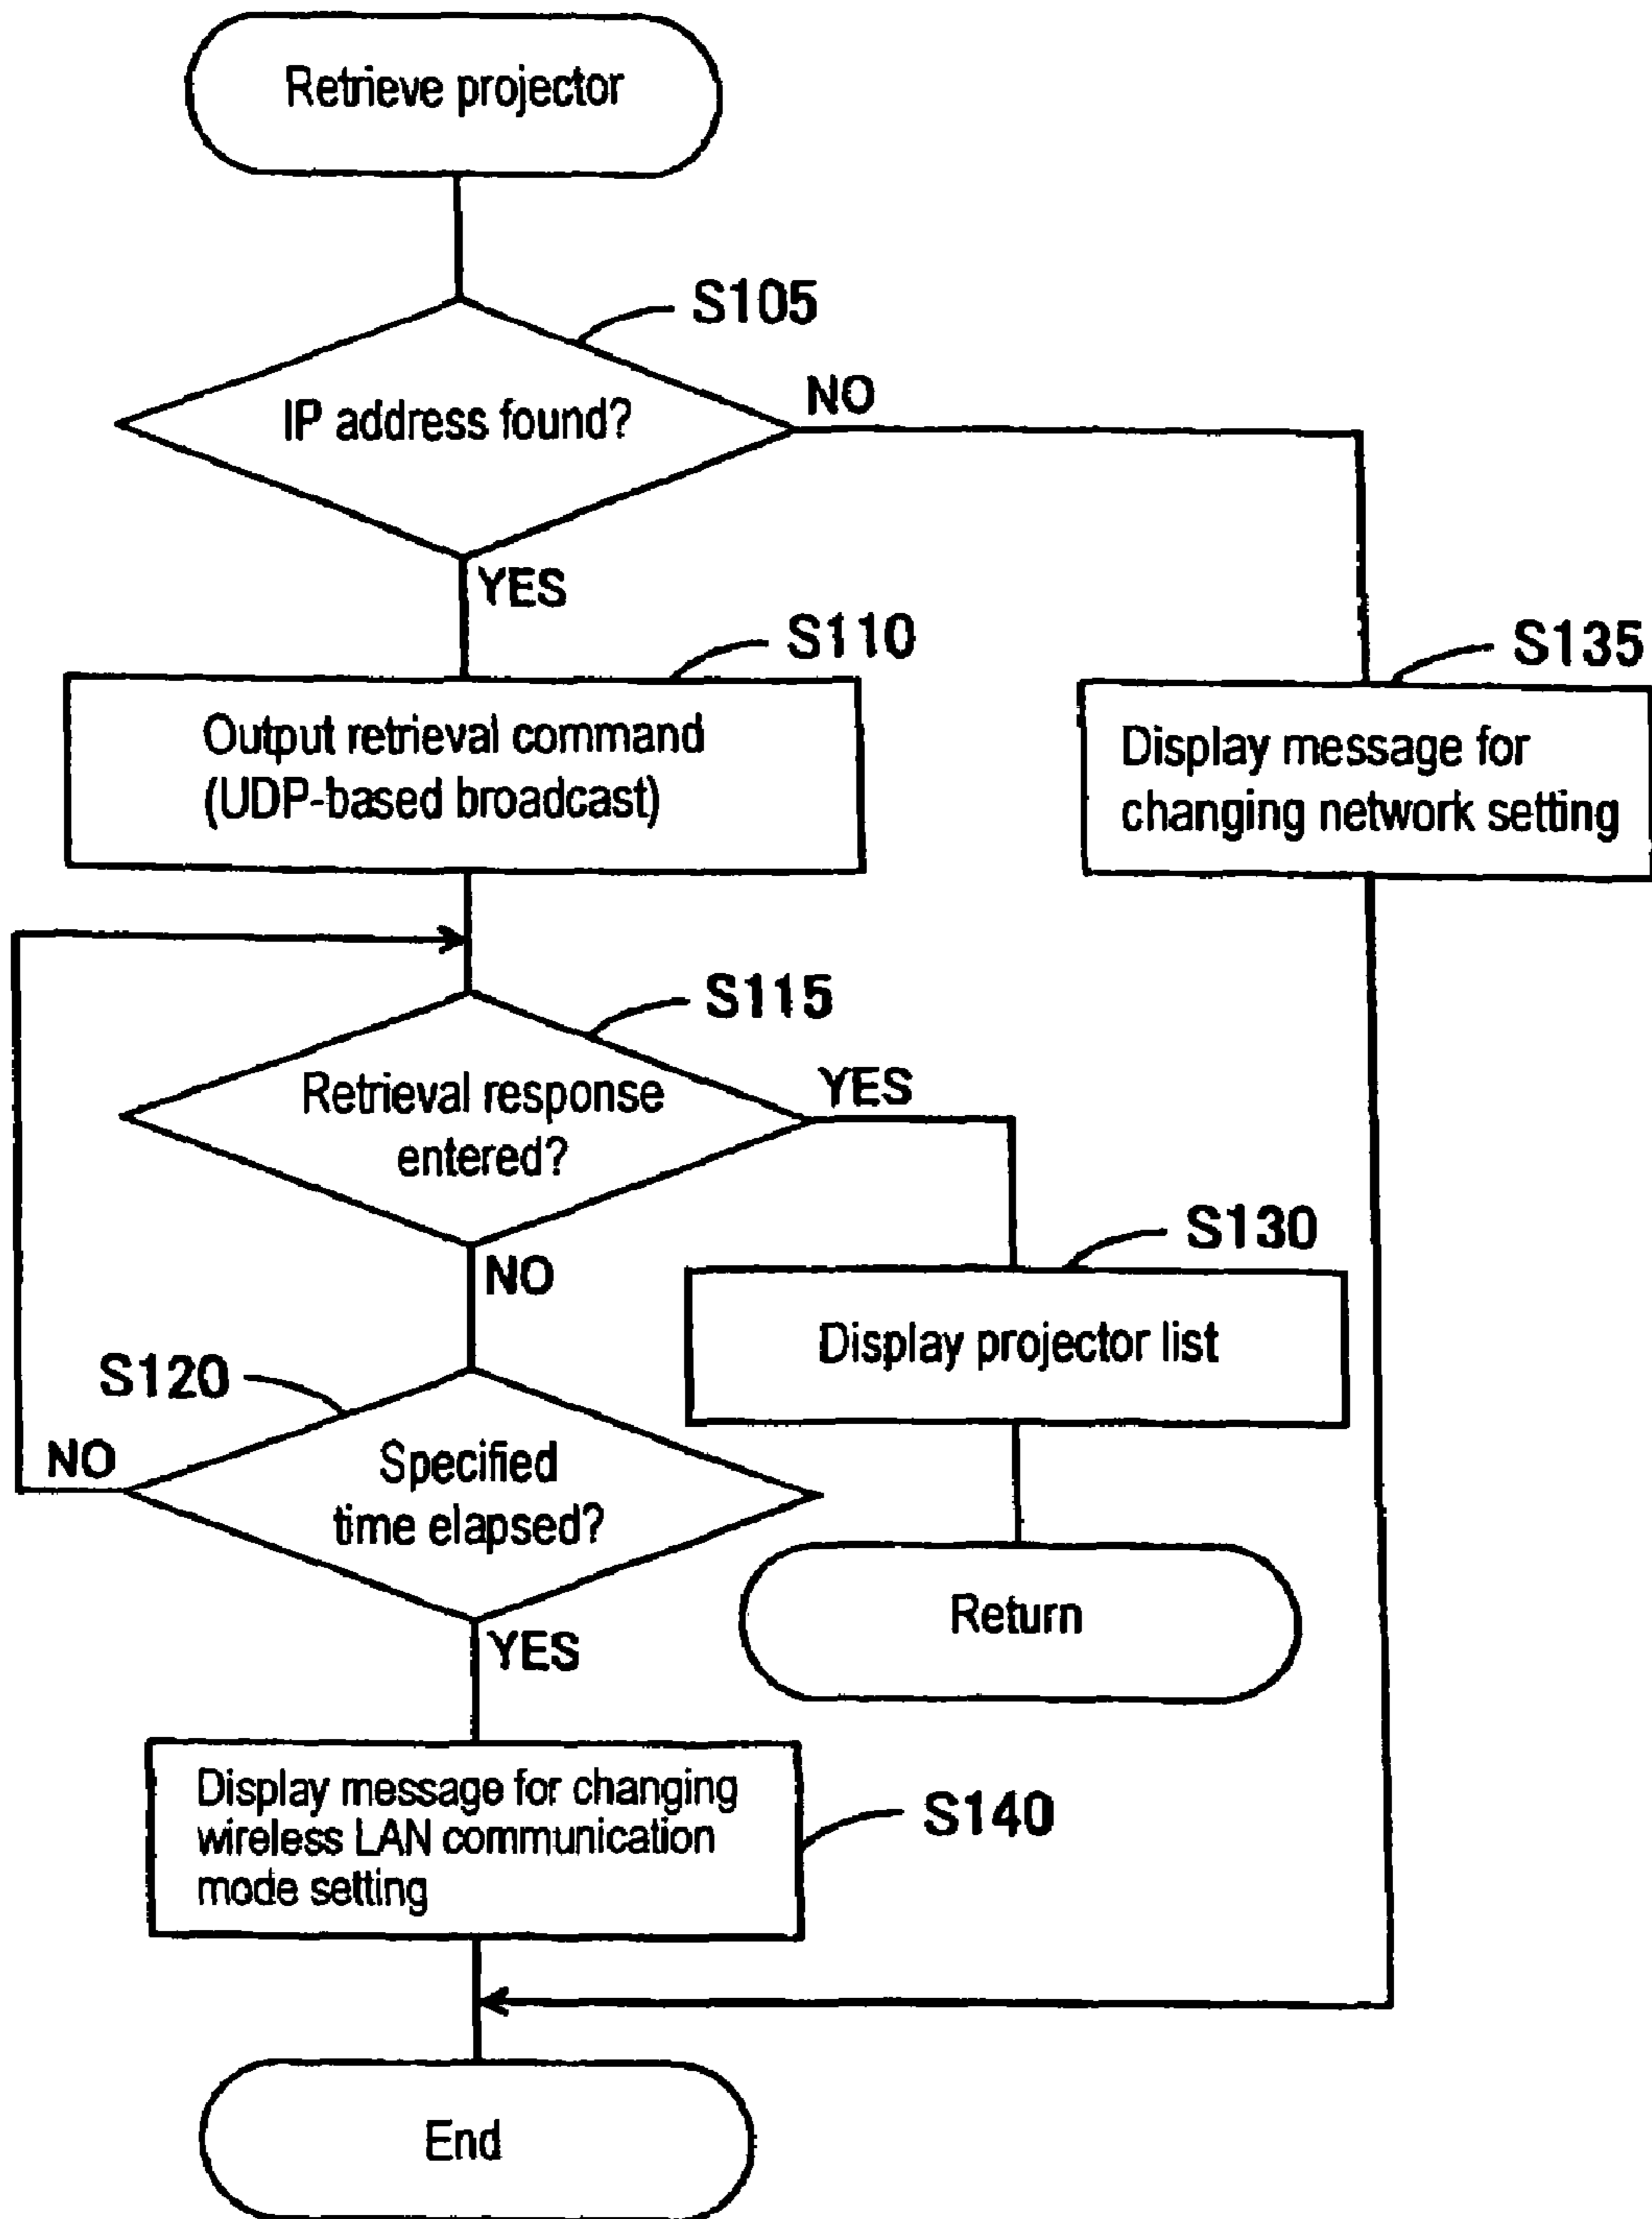 Retrieve projector
S105
IP address found?
NO
YES
S110
Output retrieval command
(UDP-based broadcast)
S135
Display message for
changing network setting
S115
Retrieval response
entered?
YES
NO
S130
Display projector list
S120
Specified
time elapsed?
NO
YES
Return
Display message for changing
wireless LAN communication
mode setting
S140
End